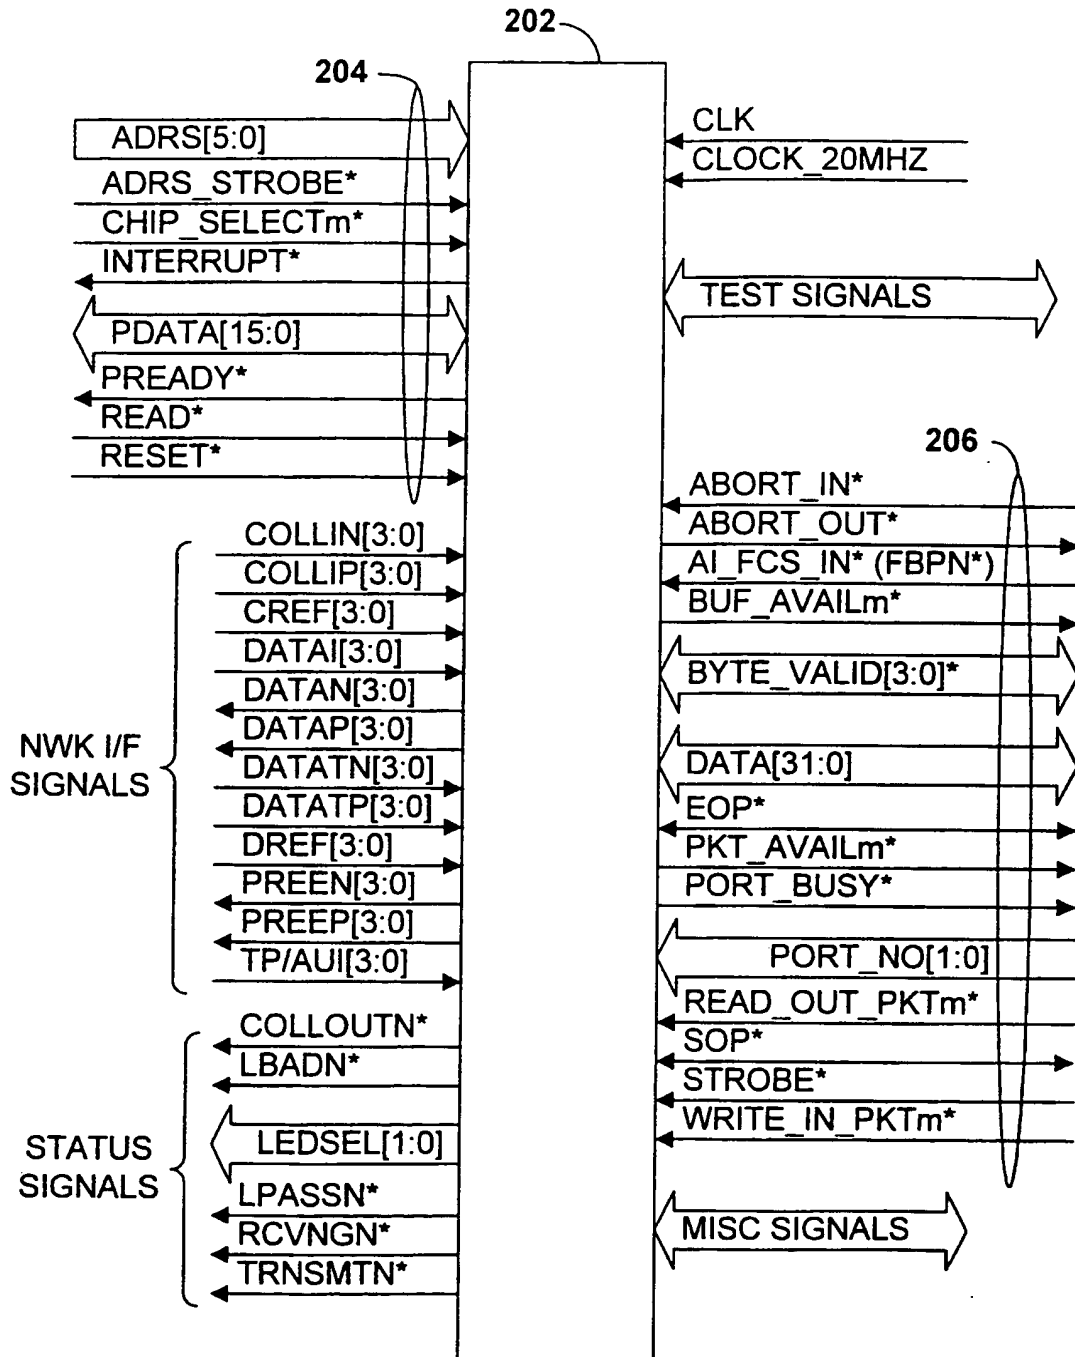 202
204
ADRS[5:0]
ADRS_STROBE*
CHIP_SELECTm*
INTERRUPT*
PDATA[15:0]
PREADY*
READ*
RESET*
COLLIN[3:0]
COLLIP[3:0]
CREF[3:0]
DATAI[3:0]
DATAN[3:0]
DATAP[3:0]
DATATN[3:0]
DATATP[3:0]
DREF[3:0]
PREEN[3:0]
PREEP[3:0]
TP/AUI[3:0]
NWK I/F
SIGNALS
COLLOUTN*
LBADN*
LEDSEL[1:0]
LPASSN*
RCVNGN*
TRNSMTN*
STATUS
SIGNALS
CLK
CLOCK_20MHZ
TEST SIGNALS
206
ABORT_IN*
ABORT_OUT*
AI_FCS_IN* (FBPN*)
BUF_AVAILm*
BYTE_VALID[3:0]*
DATA[31:0]
EOP*
PKT_AVAILm*
PORT_BUSY*
PORT_NO[1:0]
READ_OUT_PKTm*
SOP*
STROBE*
WRITE_IN_PKTm*
MISC SIGNALS